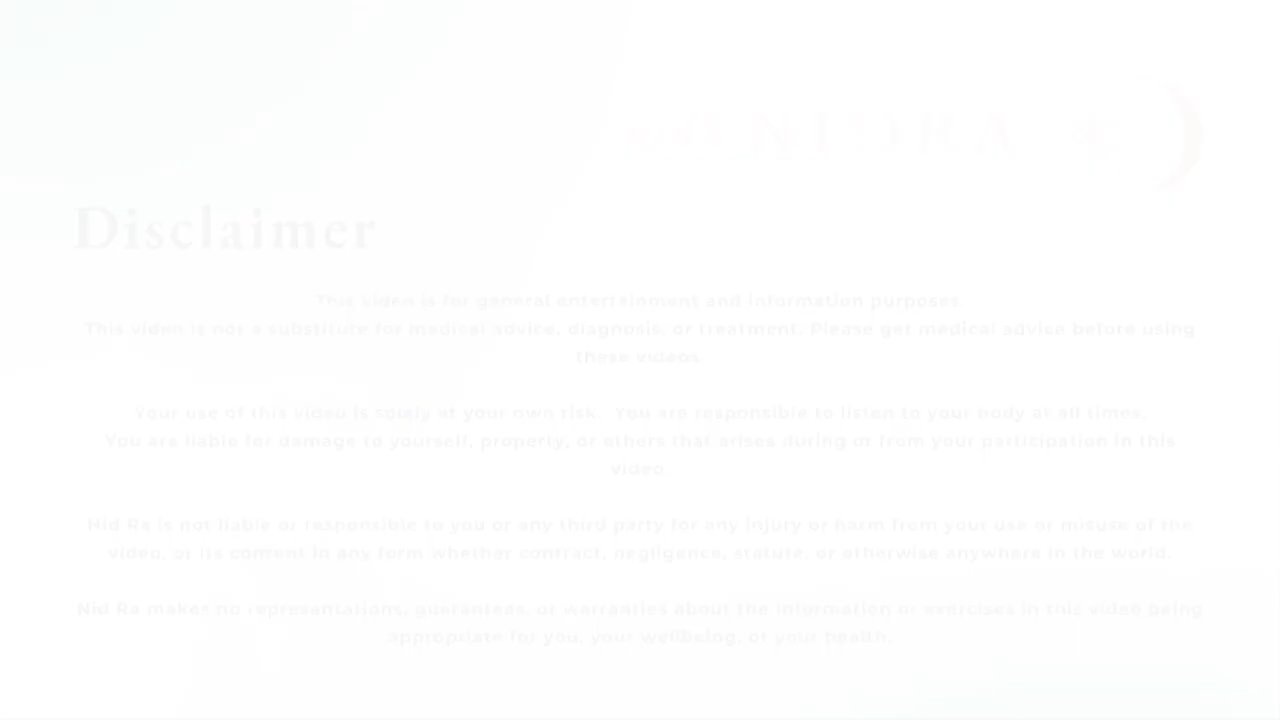 NIDRA
Disclaimer
This video is for general entertainment and information purposes
This video is not a substitute for medical advice, diagnosis, or treatment. Please get medical advice before using
these videos.
Your use of this video is solely at your own risk. You are responsible to listen to your body at all times.
You are liable for damage to yourself, property, or others that arises during or from your participation in this
video.
Nid Ra is not liable or responsible to you or any third party for any injury or harm from your use or misuse of the
video, or its content in any form whether contract, negligence, statute, or otherwise anywhere in the world.
Nid Ra makes no representations, guarantees, or warranties about the information or exercises in this video being
appropriate for you, your wellbeing, or your health.